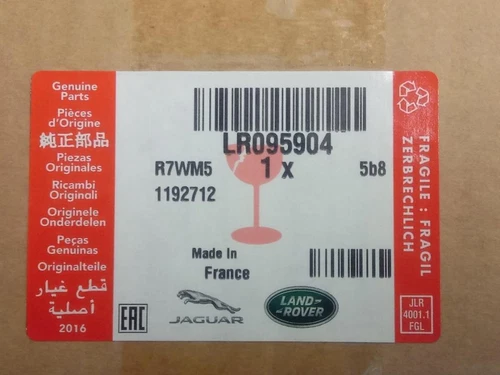 Genuine
Parts
Pièces
d'Origine
純正部品
Piezas
Originales
Ricambi
Originali
Originele
Onderdelen
Peças
Genuinas
Originalteile
قطع غيار
أصلية
2016
LR095904
R7WM5
1 x
5b8
1192712
Made In
France
EAC
JAGUAR
LAND-
-ROVER
FRAGILE : FRAGIL
ZERBRECHLICH
JLR
4001.1
FGL